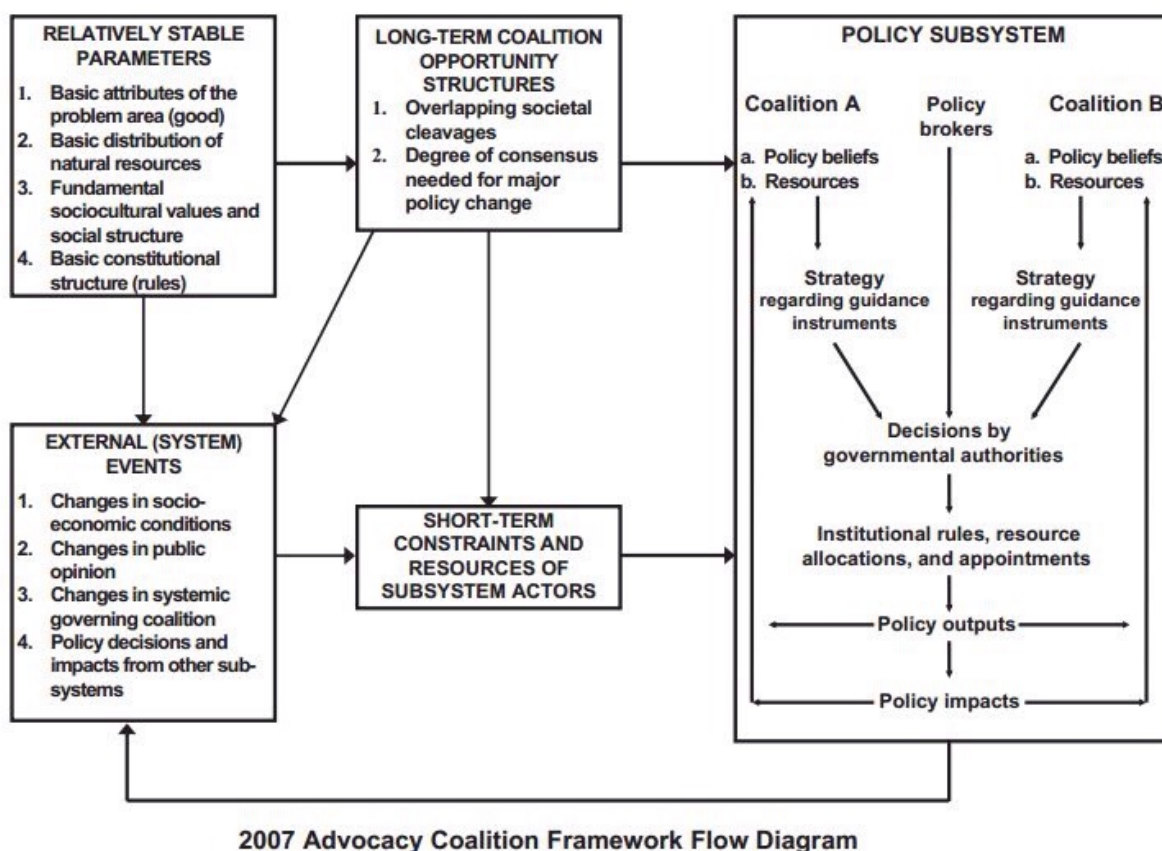 RELATIVELY STABLE
PARAMETERS
1. Basic attributes of the
problem area (good)
2. Basic distribution of
natural resources
3. Fundamental
sociocultural values and
social structure
4. Basic constitutional
structure (rules)
LONG-TERM COALITION
OPPORTUNITY
STRUCTURES
1. Overlapping societal
cleavages
2. Degree of consensus
needed for major
policy change
EXTERNAL (SYSTEM)
EVENTS
1. Changes in socio-
economic conditions
2. Changes in public
opinion
3. Changes in systemic
governing coalition
4. Policy decisions and
impacts from other sub-
systems
SHORT-TERM
CONSTRAINTS AND
RESOURCES OF
SUBSYSTEM ACTORS
POLICY SUBSYSTEM
Coalition A
a. Policy beliefs
b. Resources
Strategy
regarding guidance
instruments
Policy
brokers
Coalition B
a. Policy beliefs
b. Resources
Strategy
regarding guidance
instruments
Decisions by
governmental authorities
Institutional rules, resource
allocations, and appointments
Policy outputs
Policy impacts
2007 Advocacy Coalition Framework Flow Diagram